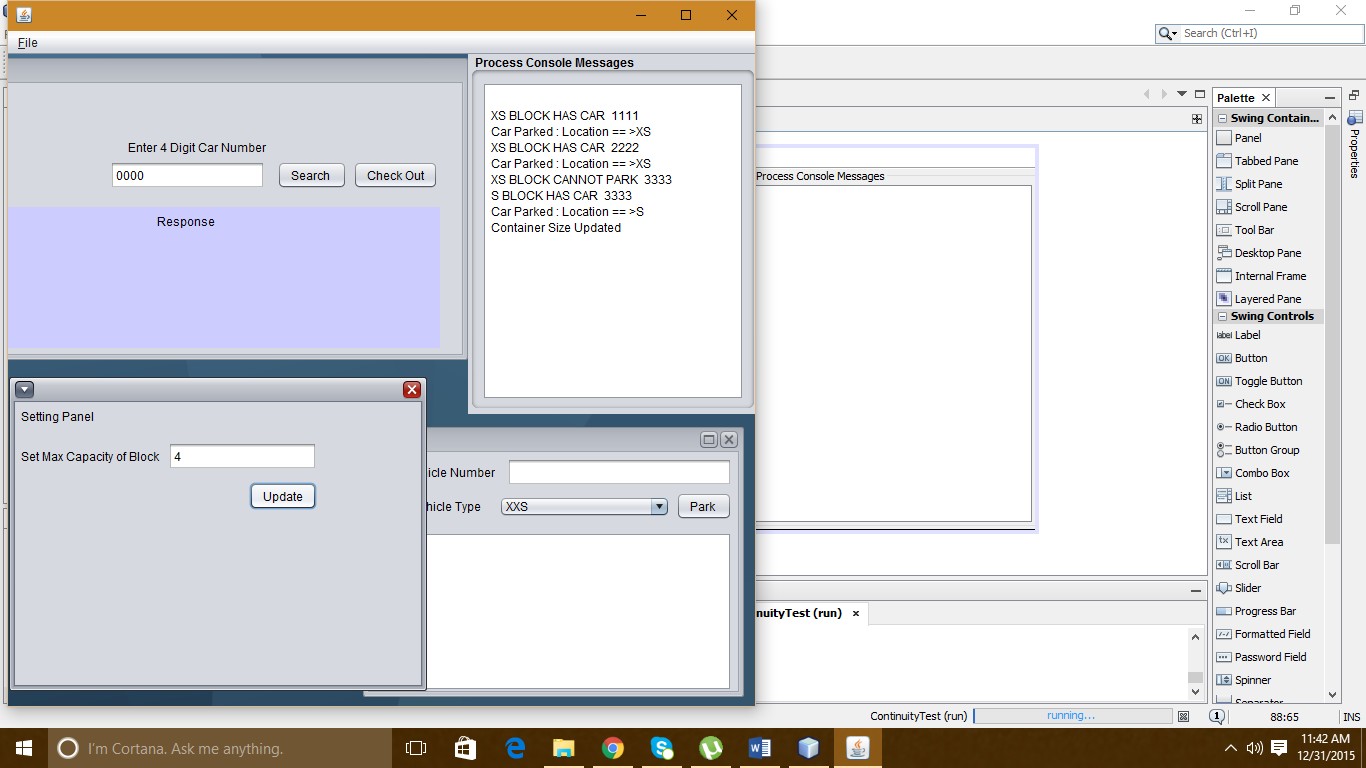 File
Search (Ctrl+I)
Process Console Messages
XS BLOCK HAS CAR 1111
Car Parked : Location == >XS
XS BLOCK HAS CAR 2222
Car Parked : Location == >XS
XS BLOCK CANNOT PARK 3333
S BLOCK HAS CAR 3333
Car Parked : Location == >S
Container Size Updated
Enter 4 Digit Car Number
0000
Search
Check Out
Response
Setting Panel
Set Max Capacity of Block
4
Update
icle Number
hicle Type
XXS
Park
Process Console Messages
Palette
Swing Contain...
Panel
Tabbed Pane
Split Pane
Scroll Pane
Tool Bar
Desktop Pane
Internal Frame
Layered Pane
Swing Controls
label Label
OK Button
ON Toggle Button
Check Box
Radio Button
Button Group
Combo Box
List
Text Field
tx Text Area
Scroll Bar
Slider
Progress Bar
Formatted Field
Password Field
Spinner
Properties
nuityTest (run)
ContinuityTest (run)
running...
1
88:65
INS
I'm Cortana. Ask me anything.
11:42 AM
12/31/2015